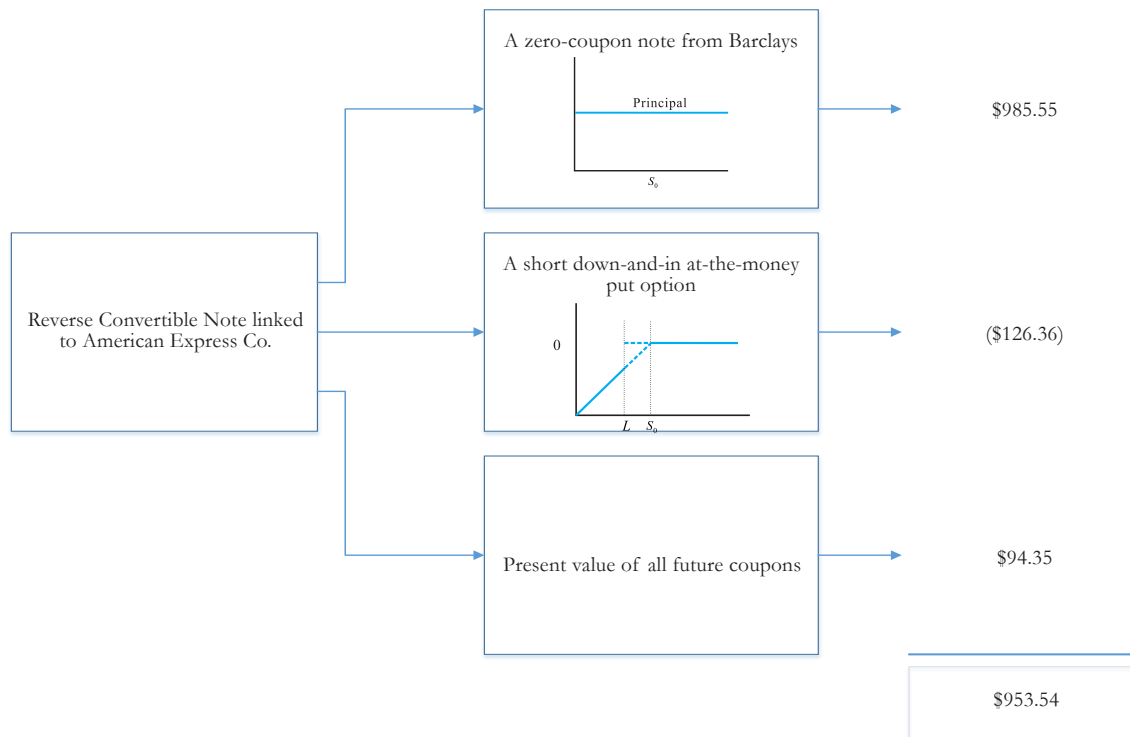 A zero-coupon note from Barclays
Principal
S₀
$985.55
Reverse Convertible Note linked
to American Express Co.
A short down-and-in at-the-money
put option
0
L S₀
($126.36)
Present value of all future coupons
$94.35
$953.54